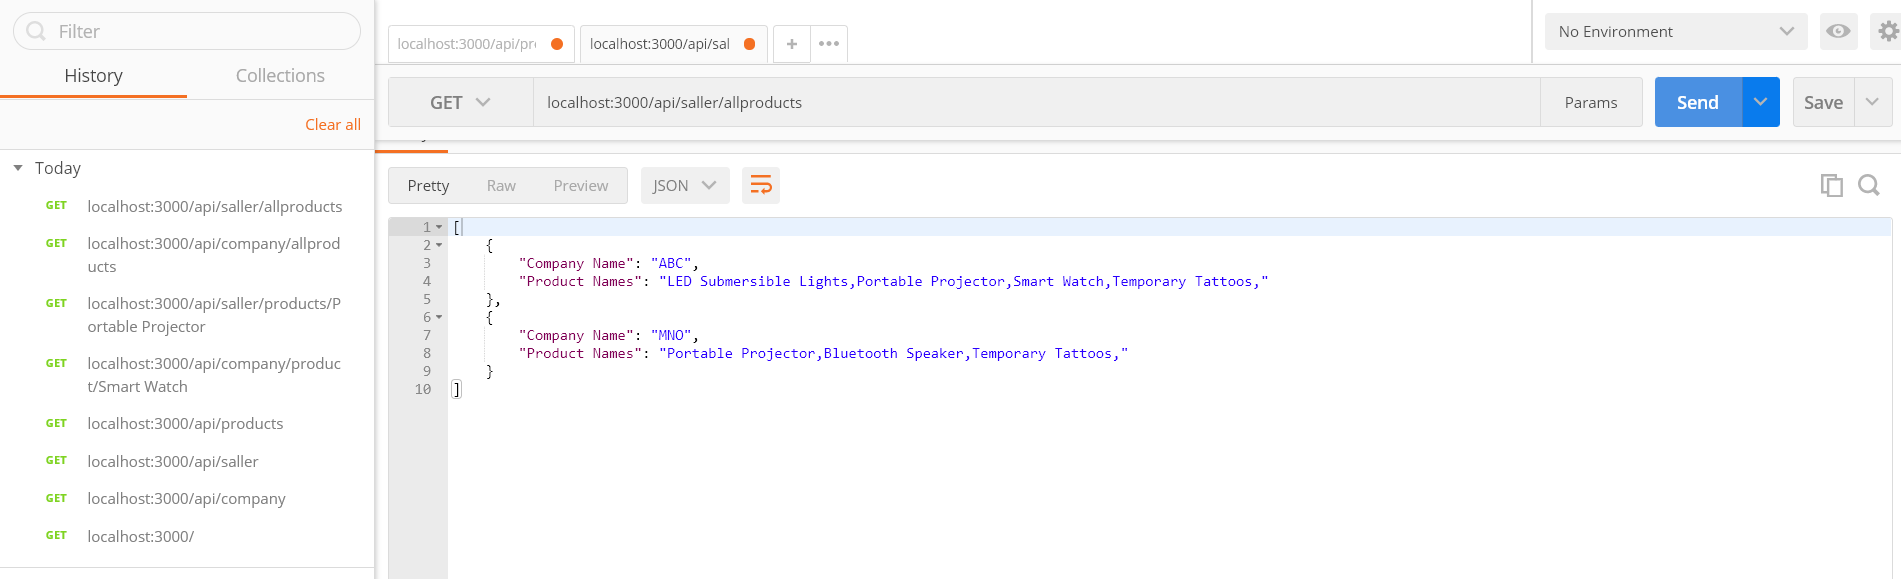 Filter
History Collections
Clear all
Today
GET localhost:3000/api/saller/allproducts
GET localhost:3000/api/company/allprod
ucts
GET localhost:3000/api/saller/products/P
ortable Projector
GET localhost:3000/api/company/produc
t/Smart Watch
GET localhost:3000/api/products
GET localhost:3000/api/saller
GET localhost:3000/api/company
GET localhost:3000/
localhost:3000/api/pr localhost:3000/api/sal + •••
No Environment
GET localhost:3000/api/saller/allproducts Params Send Save
Pretty Raw Preview JSON
1 [
2 {
3 "Company Name": "ABC",
4 "Product Names": "LED Submersible Lights,Portable Projector,Smart Watch,Temporary Tattoos,"
5 },
6 {
7 "Company Name": "MNO",
8 "Product Names": "Portable Projector,Bluetooth Speaker,Temporary Tattoos,"
9 }
10 ]